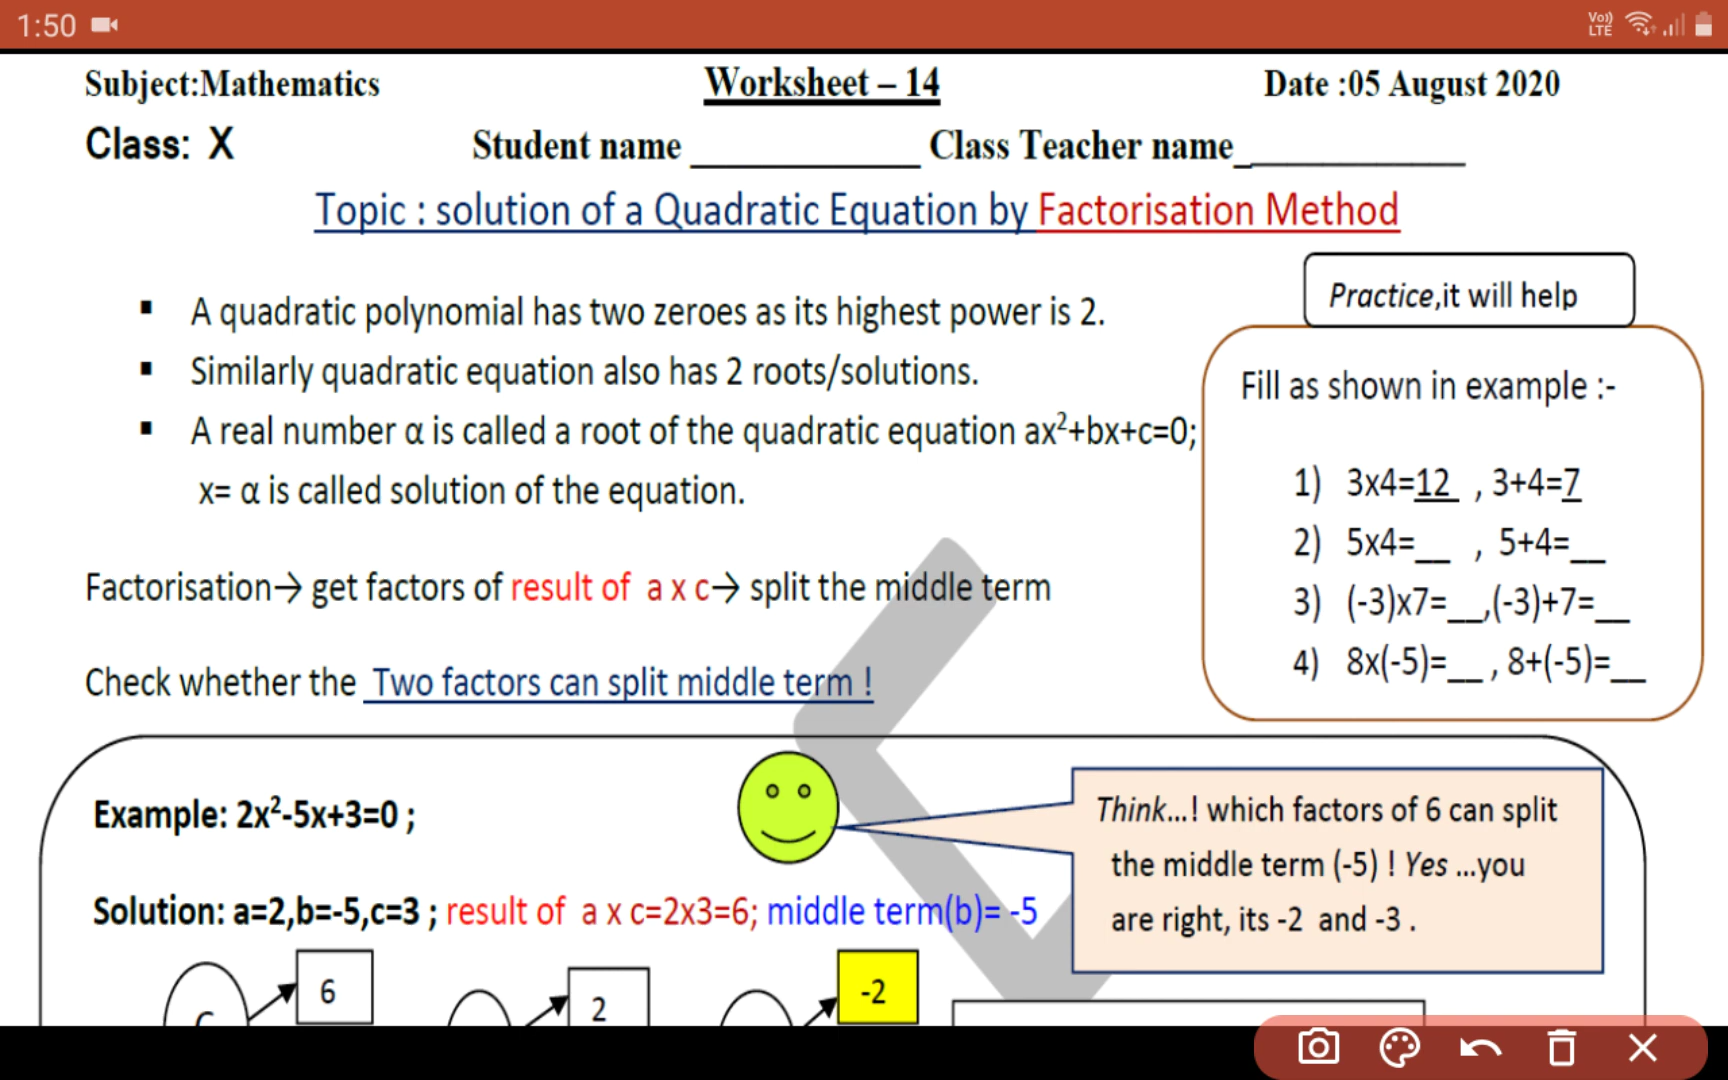 1:50
Vo)) LTE
Subject:Mathematics Worksheet – 14 Date :05 August 2020
Class: X Student name ____________ Class Teacher name____________
Topic : solution of a Quadratic Equation by Factorisation Method
▪ A quadratic polynomial has two zeroes as its highest power is 2.
▪ Similarly quadratic equation also has 2 roots/solutions.
▪ A real number α is called a root of the quadratic equation ax²+bx+c=0;
x= α is called solution of the equation.
Practice,it will help
Fill as shown in example :-
1) 3x4=12 , 3+4=7
2) 5x4=__ , 5+4=__
3) (-3)x7=__,(-3)+7=__
4) 8x(-5)=__ , 8+(-5)=__
Factorisation→ get factors of result of a x c→ split the middle term
Check whether the Two factors can split middle term !
Example: 2x²-5x+3=0 ;
Think...! which factors of 6 can split
the middle term (-5) ! Yes ...you
are right, its -2 and -3 .
Solution: a=2,b=-5,c=3 ; result of a x c=2x3=6; middle term(b)= -5
6
2
-2